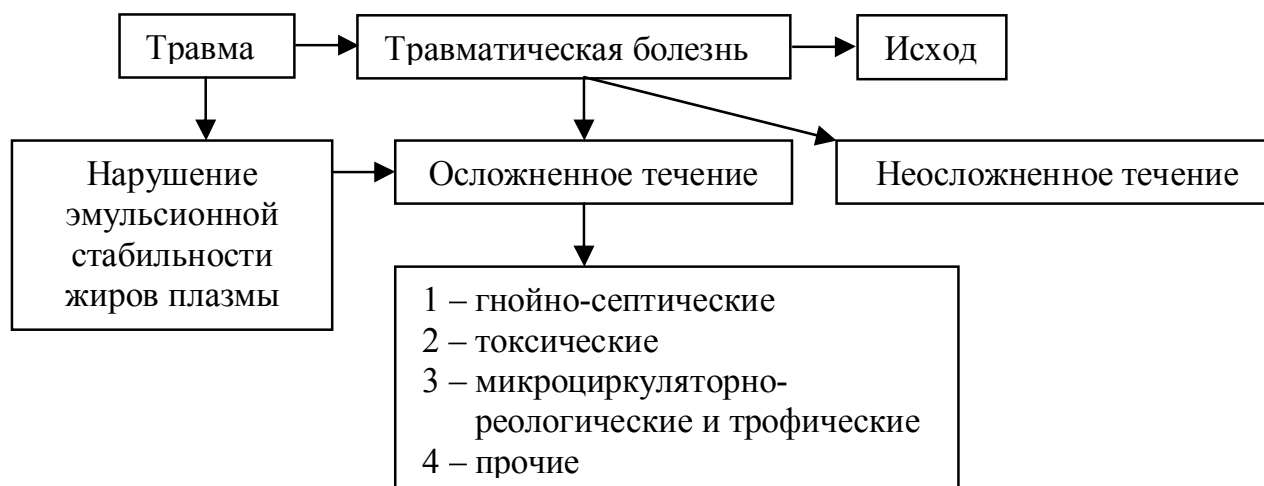 Травма
Травматическая болезнь
Исход
Нарушение
эмульсионной
стабильности
жиров плазмы
Осложненное течение
Неосложненное течение
1 – гнойно-септические
2 – токсические
3 – микроциркуляторно-
реологические и трофические
4 – прочие